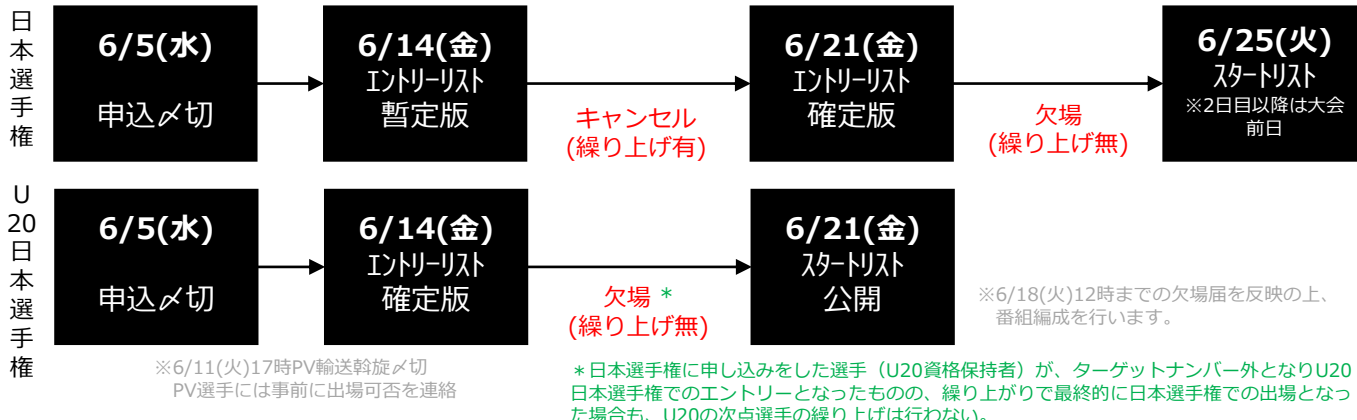 日本選手権
6/5(水)
申込〆切
6/14(金)
エントリーリスト
暫定版
キャンセル
(繰り上げ有)
6/21(金)
エントリーリスト
確定版
欠場
(繰り上げ無)
6/25(火)
スタートリスト
※2日目以降は大会
前日
U20日本選手権
6/5(水)
申込〆切
6/14(金)
エントリーリスト
確定版
欠場 *
(繰り上げ無)
6/21(金)
スタートリスト
公開
※6/18(火)12時までの欠場届を反映の上、
番組編成を行います。
※6/11(火)17時PV輸送斡旋〆切
PV選手には事前に出場可否を連絡
*日本選手権に申し込みをした選手（U20資格保持者）が、ターゲットナンバー外となりU20
日本選手権でのエントリーとなったものの、繰り上がりで最終的に日本選手権での出場となっ
た場合も、U20の次点選手の繰り上げは行わない。